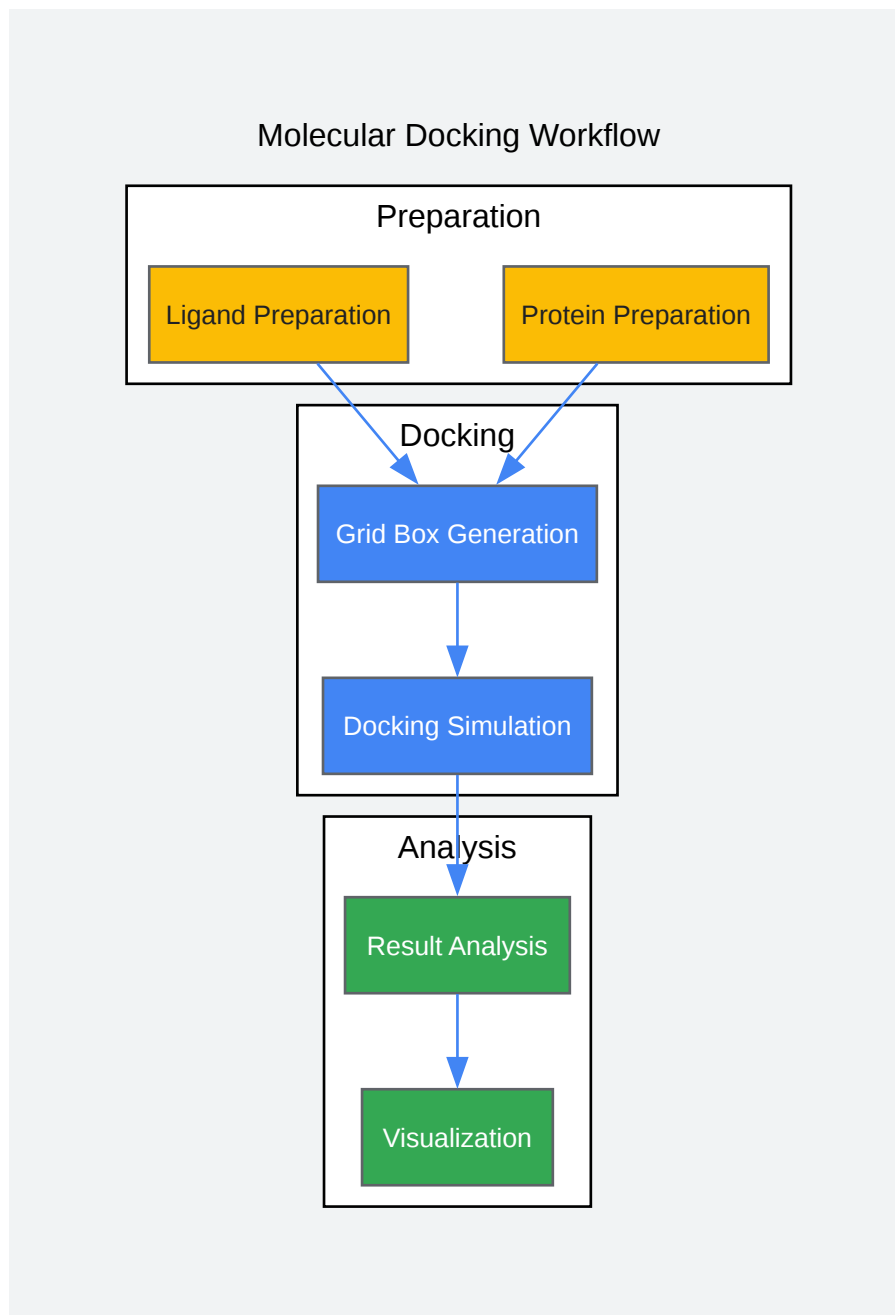 Molecular Docking Workflow
Preparation
Ligand Preparation
Protein Preparation
Docking
Grid Box Generation
Docking Simulation
Analysis
Result Analysis
Visualization